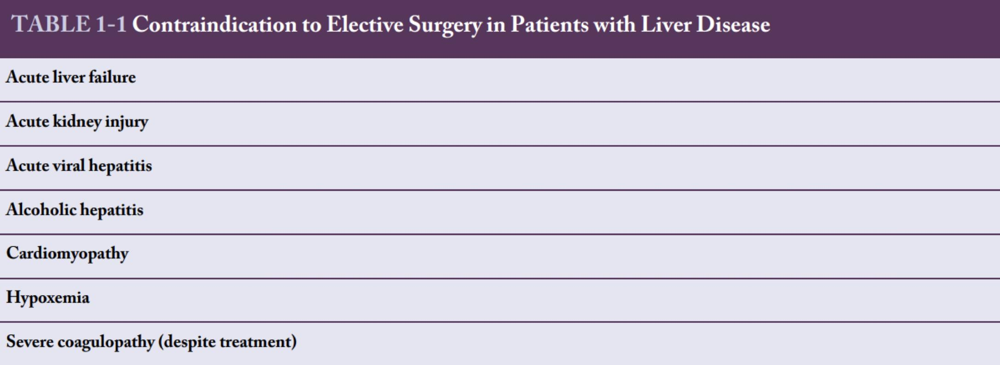 TABLE 1-1 Contraindication to Elective Surgery in Patients with Liver Disease
Acute liver failure
Acute kidney injury
Acute viral hepatitis
Alcoholic hepatitis
Cardiomyopathy
Hypoxemia
Severe coagulopathy (despite treatment)